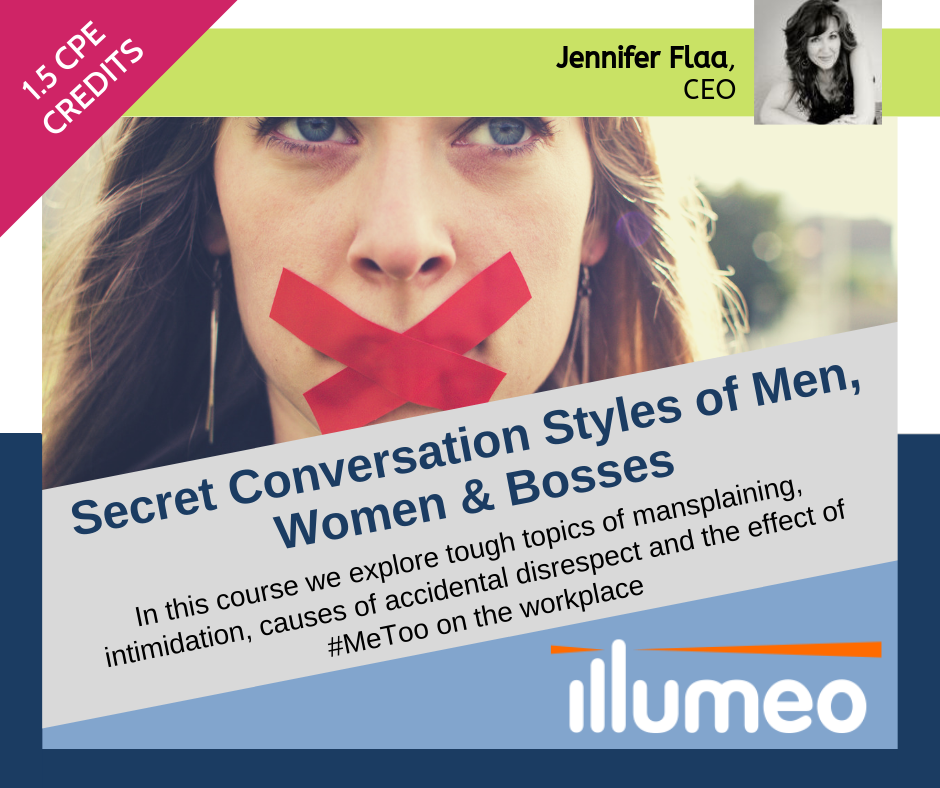 1.5 CPE
CREDITS
Jennifer Flaa,
CEO
Secret Conversation Styles of Men,
Women & Bosses
In this course we explore tough topics of mansplaining,
intimidation, causes of accidental disrespect and the effect of
#MeToo on the workplace
illumeo